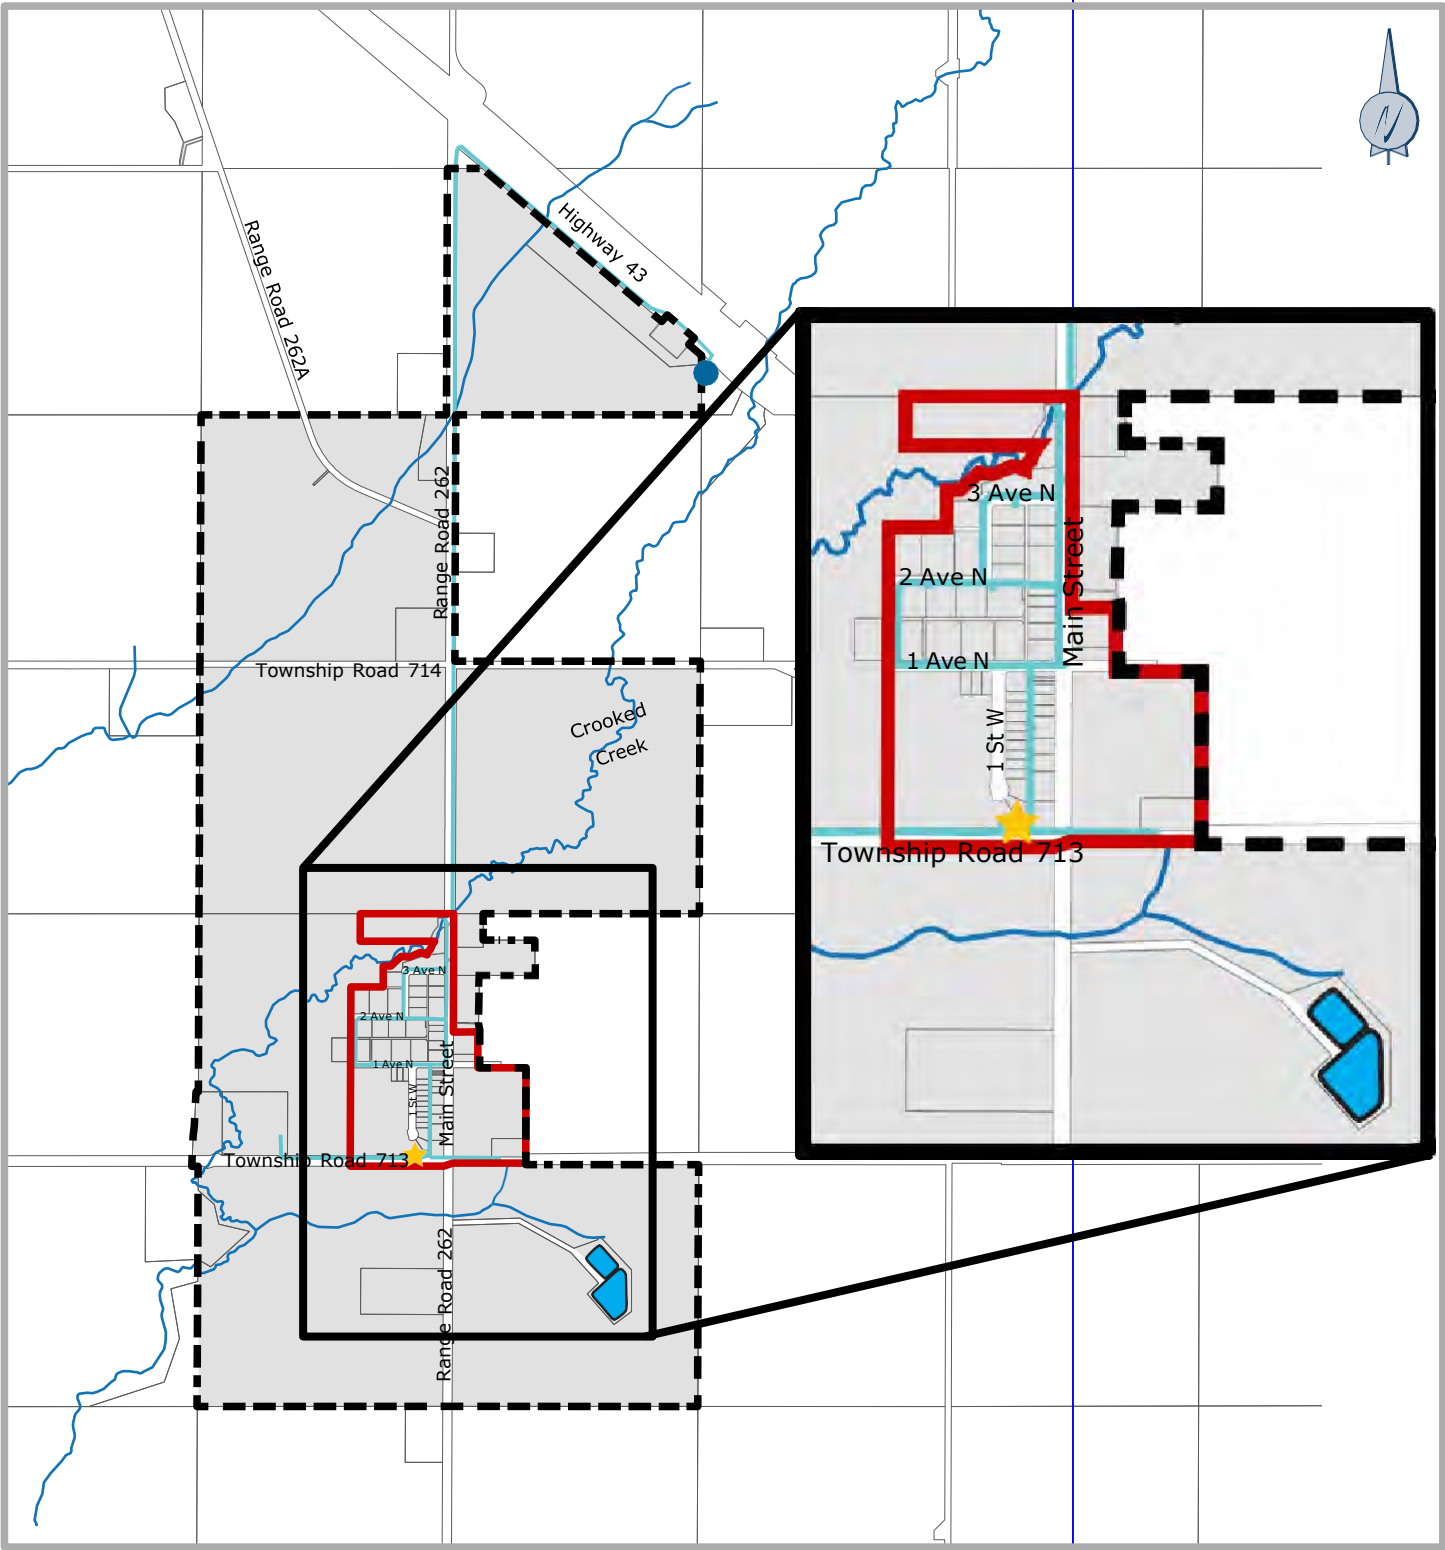 N
Highway 43
Range Road 262A
Range Road 262
Township Road 714
Crooked
Creek
3 Ave N
2 Ave N
Main Street
1 Ave N
1 St W
Township Road 713
3 Ave N
2 Ave N
1 Ave N
Main Street
1 St W
Township Road 713
Range Road 262